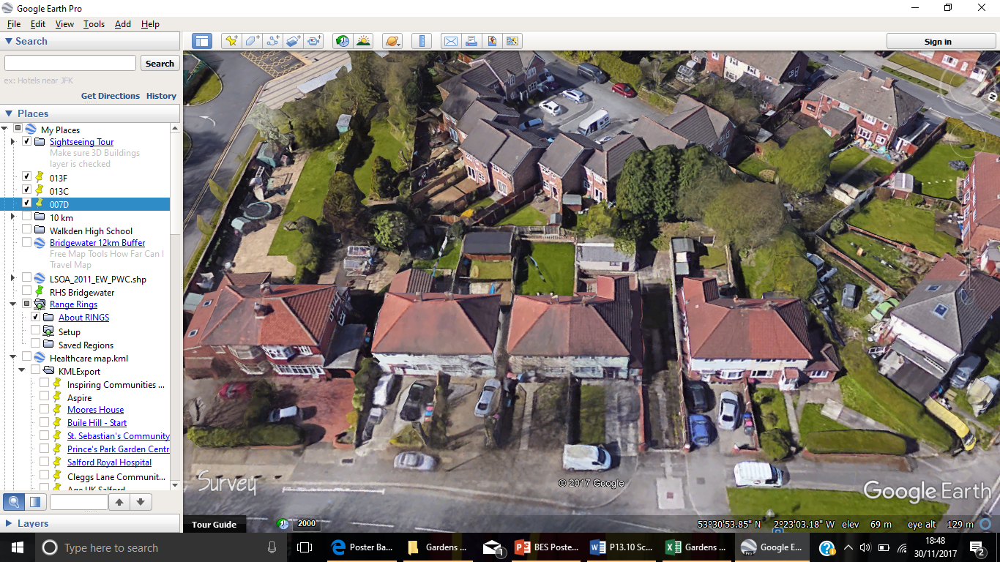 Google Earth Pro
File Edit View Tools Add Help
Search
Sign in
Search
ex: Hotels near JFK
Get Directions History
Places
My Places
Sightseeing Tour
Make sure 3D Buildings
layer is checked
013F
013C
007D
10 km
Walkden High School
Bridgewater 12km Buffer
Free Map Tools How Far Can I
Travel Map
LSOA_2011_EW_PWC.shp
RHS Bridgewater
Range Rings
About RINGS
Setup
Saved Regions
Healthcare map.kml
KMLExport
Inspiring Communities ...
Aspire
Moores House
Buile Hill - Start
St. Sebastian's Community
Prince's Park Garden Centr
Salford Royal Hospital
Cleggs Lane Communit...
Age UK Salford
Layers
N
Survey
© 2017 Google
Google Earth
Tour Guide
2000
53°30'53.85" N 2°23'03.18" W elev 69 m eye alt 129 m
Type here to search
Poster Ba...
Gardens ...
1
BES Poste...
P13.10 Sc...
Gardens ...
Google E...
18:48
30/11/2017
2